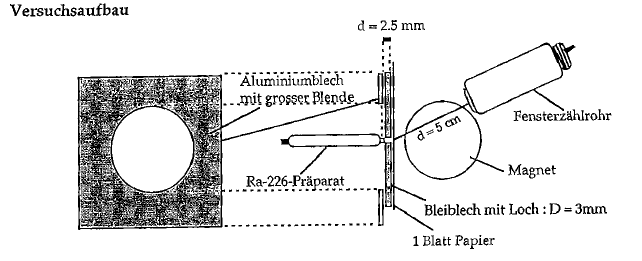 Versuchsaufbau
d = 2.5 mm
Aluminiumblech
mit grosser Blende
Fensterzählrohr
d = 5 cm
Ra-226-Präparat
Magnet
Bleiblech mit Loch : D = 3mm
1 Blatt Papier